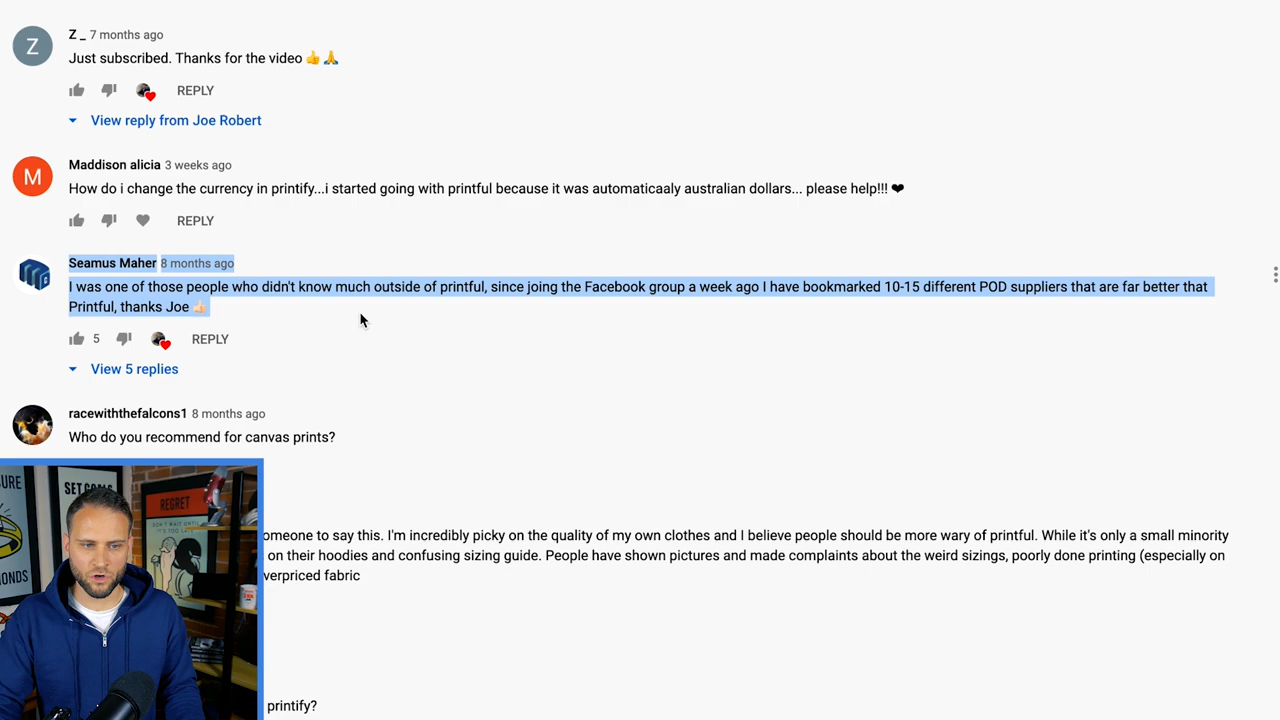 Z
Z _ 7 months ago
Just subscribed. Thanks for the video 👍🙏
REPLY
View reply from Joe Robert
M
Maddison alicia 3 weeks ago
How do i change the currency in printify...i started going with printful because it was automaticaaly australian dollars... please help!!! ❤
REPLY
Seamus Maher 8 months ago
I was one of those people who didn't know much outside of printful, since joing the Facebook group a week ago I have bookmarked 10-15 different POD suppliers that are far better that
Printful, thanks Joe 👍🏻
5 REPLY
View 5 replies
racewiththefalcons1 8 months ago
Who do you recommend for canvas prints?
SET GOALS
REGRET
DON'T WAIT UNTIL
IT'S TOO LATE
omeone to say this. I'm incredibly picky on the quality of my own clothes and I believe people should be more wary of printful. While it's only a small minority
on their hoodies and confusing sizing guide. People have shown pictures and made complaints about the weird sizings, poorly done printing (especially on
verpriced fabric
printify?